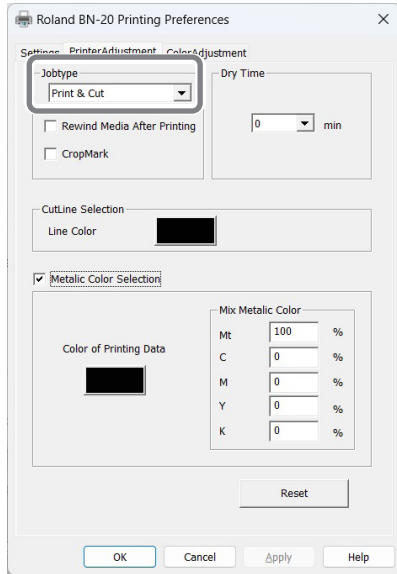 Roland BN-20 Printing Preferences
Settings PrinterAdjustment ColorAdjustment
Jobtype
Print & Cut
Rewind Media After Printing
CropMark
Dry Time
0 min
CutLine Selection
Line Color
Metalic Color Selection
Color of Printing Data
Mix Metalic Color
Mt 100 %
C 0 %
M 0 %
Y 0 %
K 0 %
Reset
OK Cancel Apply Help